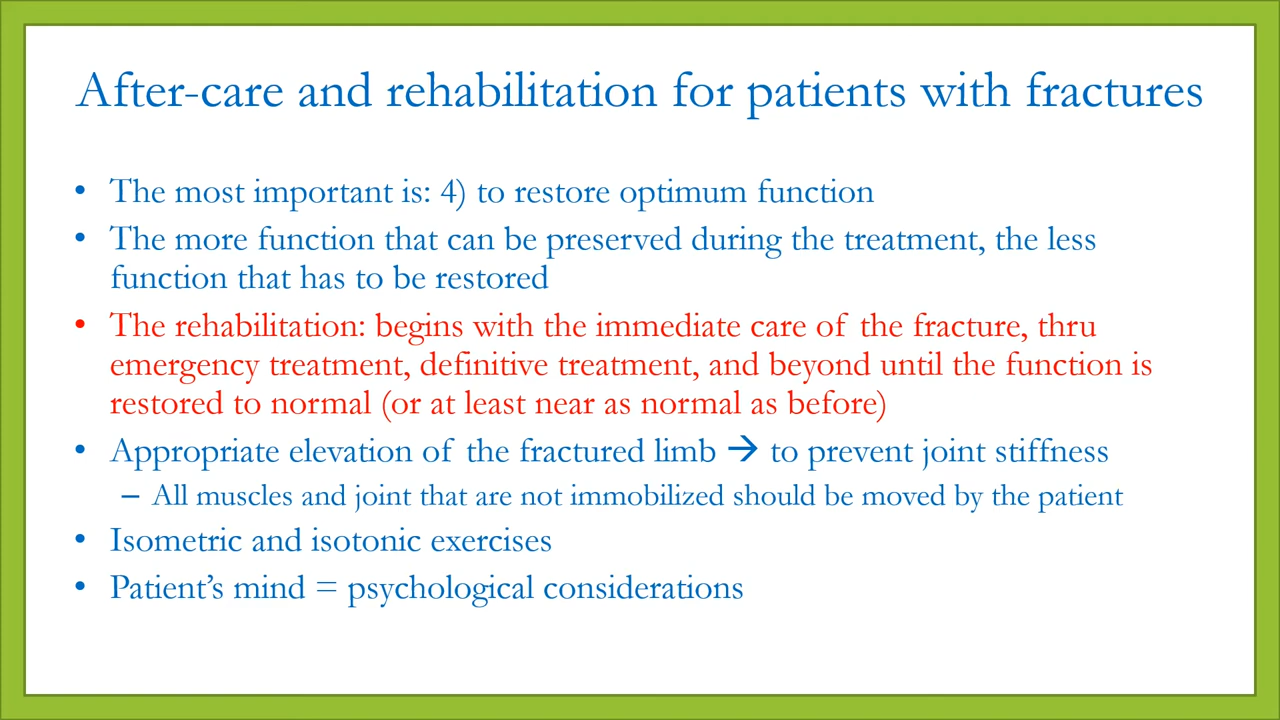 After-care and rehabilitation for patients with fractures
• The most important is: 4) to restore optimum function
• The more function that can be preserved during the treatment, the less
function that has to be restored
• The rehabilitation: begins with the immediate care of the fracture, thru
emergency treatment, definitive treatment, and beyond until the function is
restored to normal (or at least near as normal as before)
• Appropriate elevation of the fractured limb → to prevent joint stiffness
– All muscles and joint that are not immobilized should be moved by the patient
• Isometric and isotonic exercises
• Patient’s mind = psychological considerations